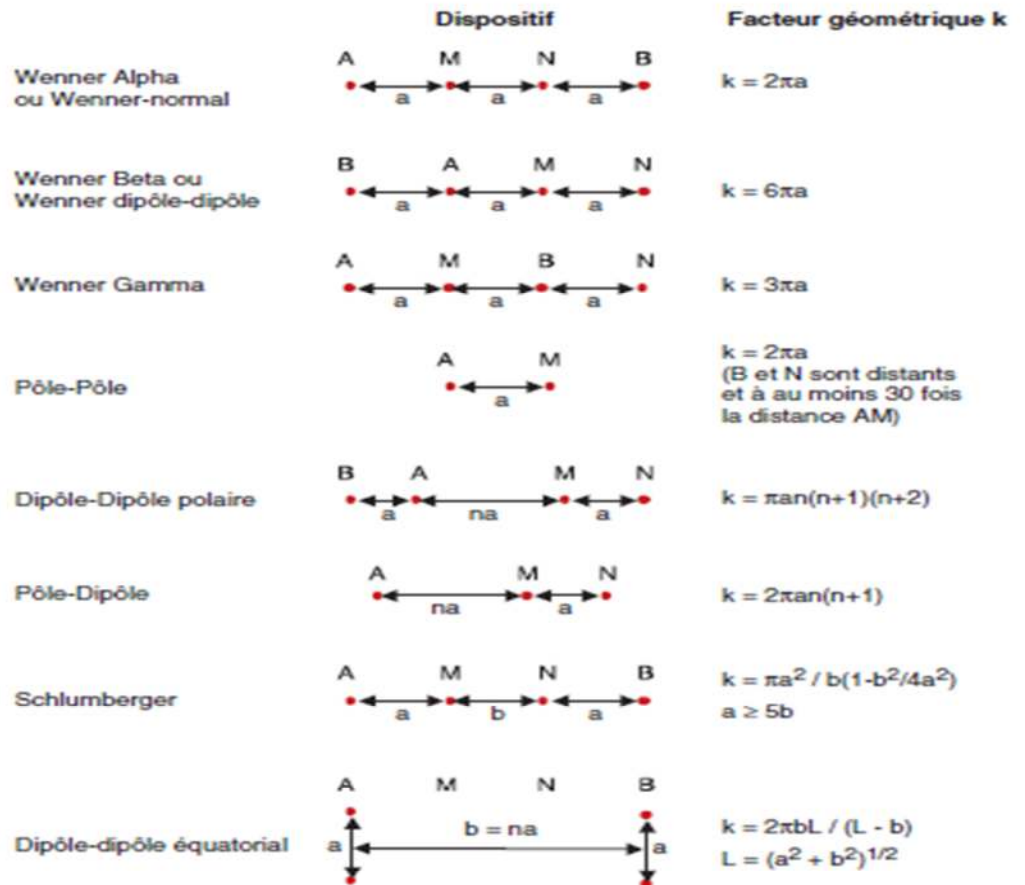 Dispositif Facteur géométrique k
A M N B
Wenner Alpha
ou Wenner-normal
a a a
k = 2πa
B A M N
Wenner Beta ou
Wenner dipôle-dipôle
a a a
k = 6πa
A M B N
Wenner Gamma
a a a
k = 3πa
A M
Pôle-Pôle
a
k = 2πa
(B et N sont distants
et à au moins 30 fois
la distance AM)
B A M N
Dipôle-Dipôle polaire
a na a
k = πan(n+1)(n+2)
A M N
Pôle-Dipôle
na a
k = 2πan(n+1)
A M N B
Schlumberger
a b a
k = πa² / b(1-b²/4a²)
a ≥ 5b
A M N B
Dipôle-dipôle équatorial
a b = na a
k = 2πbL / (L - b)
L = (a² + b²)1/2